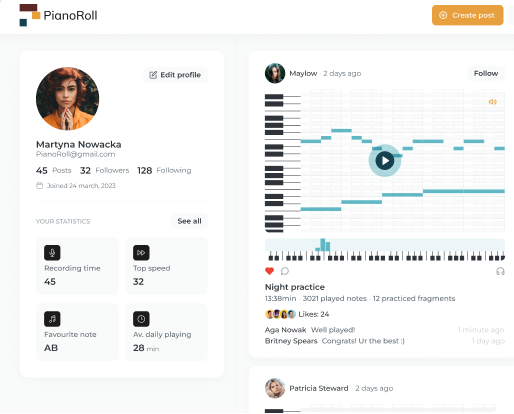 PianoRoll
Create post
Edit profile
Martyna Nowacka
PianoRoll@gmail.com
45 Posts 32 Followers 128 Following
Joined 24 march, 2023
YOUR STATISTICS
See all
Recording time
45
Top speed
32
Favourite note
AB
Av. daily playing
28 min
Maylow · 2 days ago
Follow
Night practice
13:38min · 3021 played notes · 12 practiced fragments
Likes: 24
Aga Nowak Well played! 1 minute ago
Britney Spears Congrats! Ur the best :) 1 day ago
Patricia Steward · 2 days ago